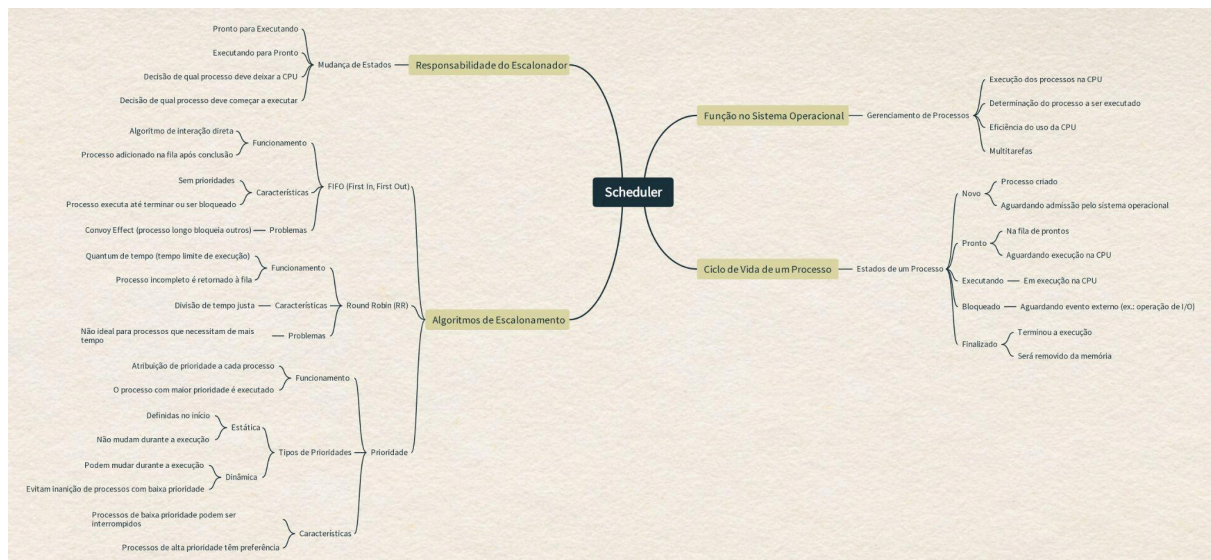 Scheduler
Responsabilidade do Escalonador
Mudança de Estados
Pronto para Executando
Executando para Pronto
Decisão de qual processo deve deixar a CPU
Decisão de qual processo deve começar a executar
Algoritmos de Escalonamento
FIFO (First In, First Out)
Funcionamento
Algoritmo de interação direta
Processo adicionado na fila após conclusão
Características
Sem prioridades
Processo executa até terminar ou ser bloqueado
Problemas
Convoy Effect (processo longo bloqueia outros)
Round Robin (RR)
Funcionamento
Quantum de tempo (tempo limite de execução)
Processo incompleto é retornado à fila
Características
Divisão de tempo justa
Problemas
Não ideal para processos que necessitam de mais
tempo
Prioridade
Funcionamento
Atribuição de prioridade a cada processo
O processo com maior prioridade é executado
Tipos de Prioridades
Estática
Definidas no início
Não mudam durante a execução
Dinâmica
Podem mudar durante a execução
Evitam inanição de processos com baixa prioridade
Características
Processos de baixa prioridade podem ser
interrompidos
Processos de alta prioridade têm preferência
Função no Sistema Operacional
Gerenciamento de Processos
Execução dos processos na CPU
Determinação do processo a ser executado
Eficiência do uso da CPU
Multitarefas
Ciclo de Vida de um Processo
Estados de um Processo
Novo
Processo criado
Aguardando admissão pelo sistema operacional
Pronto
Na fila de prontos
Aguardando execução na CPU
Executando
Em execução na CPU
Bloqueado
Aguardando evento externo (ex.: operação de I/O)
Finalizado
Terminou a execução
Será removido da memória